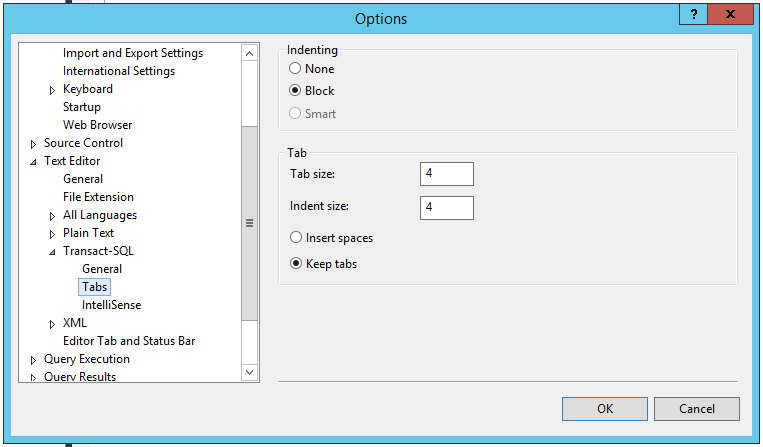 Options
?
x
Import and Export Settings
International Settings
Keyboard
Startup
Web Browser
Source Control
Text Editor
General
File Extension
All Languages
Plain Text
Transact-SQL
General
Tabs
IntelliSense
XML
Editor Tab and Status Bar
Query Execution
Query Results
Indenting
None
Block
Smart
Tab
Tab size:
4
Indent size:
4
Insert spaces
Keep tabs
OK
Cancel